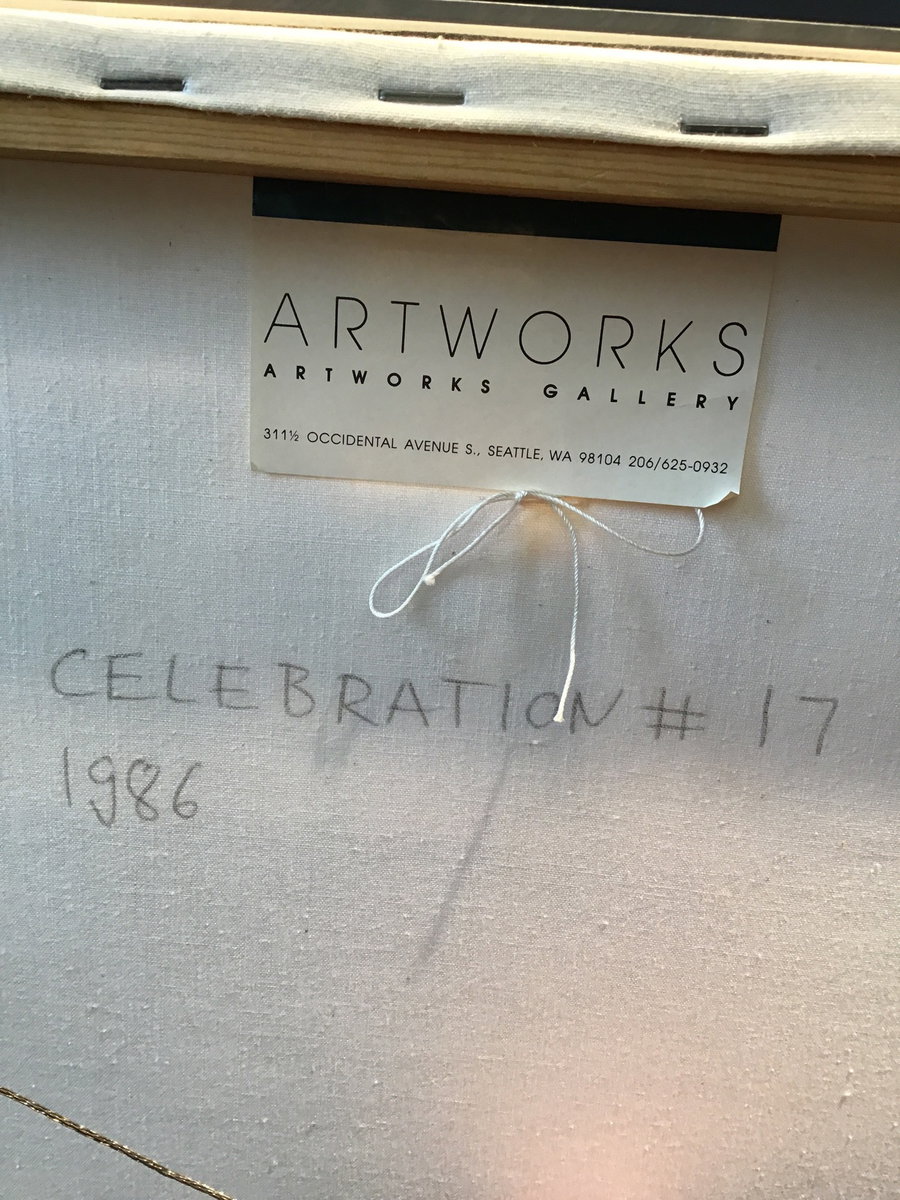 ARTWORKS
ARTWORKS GALLERY
311½ OCCIDENTAL AVENUE S., SEATTLE, WA 98104 206/625-0932
CELEBRATION # 17
1986